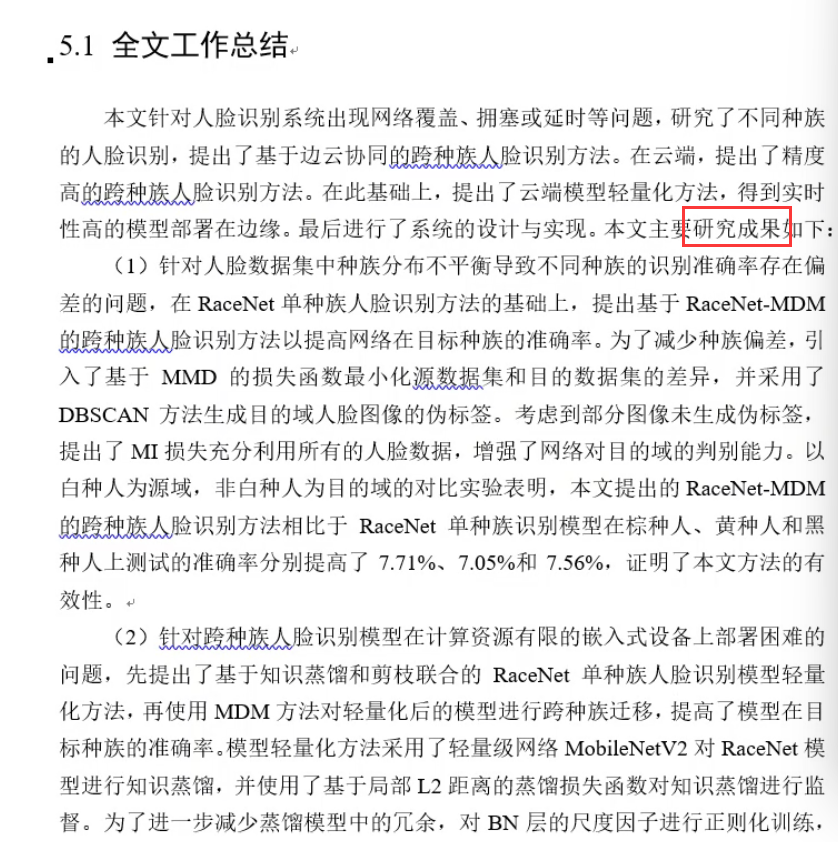 5.1 全文工作总结
本文针对人脸识别系统出现网络覆盖、拥塞或延时等问题，研究了不同种族
的人脸识别，提出了基于边云协同的跨种族人脸识别方法。在云端，提出了精度
高的跨种族人脸识别方法。在此基础上，提出了云端模型轻量化方法，得到实时
性高的模型部署在边缘。最后进行了系统的设计与实现。本文主要研究成果如下：
（1）针对人脸数据集中种族分布不平衡导致不同种族的识别准确率存在偏
差的问题，在 RaceNet 单种族人脸识别方法的基础上，提出基于 RaceNet-MDM
的跨种族人脸识别方法以提高网络在目标种族的准确率。为了减少种族偏差，引
入了基于 MMD 的损失函数最小化源数据集和目的数据集的差异，并采用了
DBSCAN 方法生成目的域人脸图像的伪标签。考虑到部分图像未生成伪标签，
提出了 MI 损失充分利用所有的人脸数据，增强了网络对目的域的判别能力。以
白种人为源域，非白种人为目的域的对比实验表明，本文提出的 RaceNet-MDM
的跨种族人脸识别方法相比于 RaceNet 单种族识别模型在棕种人、黄种人和黑
种人上测试的准确率分别提高了 7.71%、7.05%和 7.56%，证明了本文方法的有
效性。
（2）针对跨种族人脸识别模型在计算资源有限的嵌入式设备上部署困难的
问题，先提出了基于知识蒸馏和剪枝联合的 RaceNet 单种族人脸识别模型轻量
化方法，再使用 MDM 方法对轻量化后的模型进行跨种族迁移，提高了模型在目
标种族的准确率。模型轻量化方法采用了轻量级网络 MobileNetV2 对 RaceNet 模
型进行知识蒸馏，并使用了基于局部 L2 距离的蒸馏损失函数对知识蒸馏进行监
督。为了进一步减少蒸馏模型中的冗余，对 BN 层的尺度因子进行正则化训练，